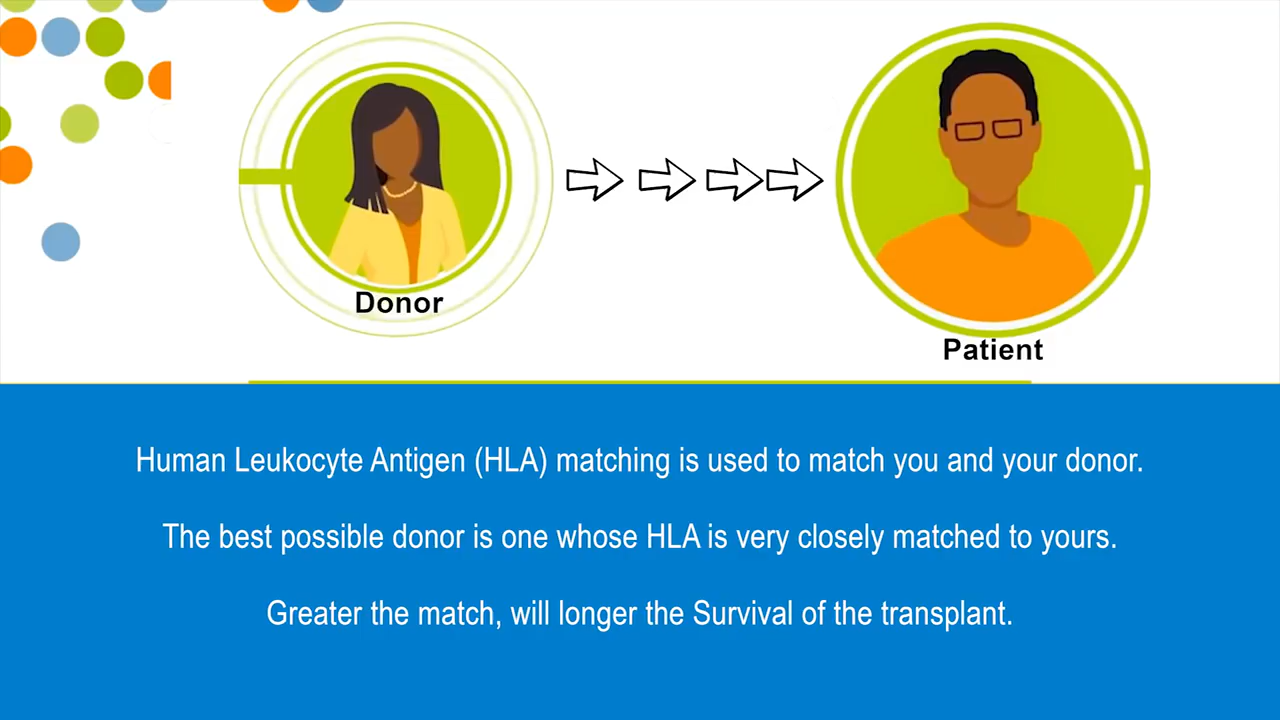 Donor
Patient
Human Leukocyte Antigen (HLA) matching is used to match you and your donor.
The best possible donor is one whose HLA is very closely matched to yours.
Greater the match, will longer the Survival of the transplant.